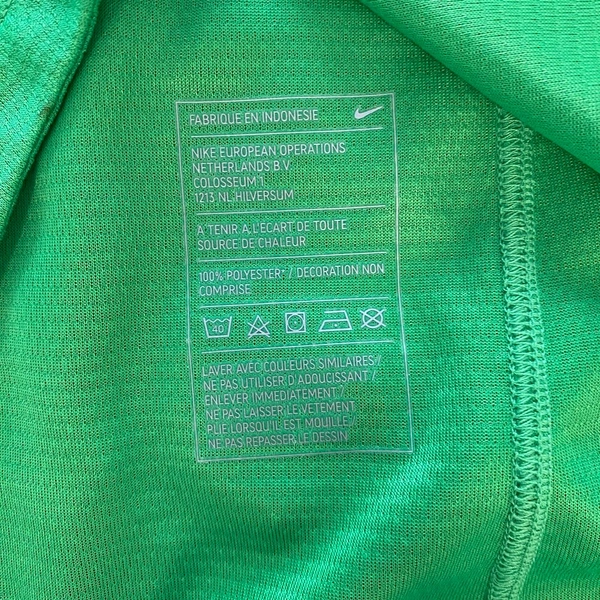 FABRIQUE EN INDONESIE
NIKE EUROPEAN OPERATIONS
NETHERLANDS B.V.
COLOSSEUM 1
1213 NL HILVERSUM
A TENIR A L'ECART DE TOUTE
SOURCE DE CHALEUR
100% POLYESTER* / DECORATION NON
COMPRISE
40
LAVER AVEC COULEURS SIMILAIRES /
NE PAS UTILISER D'ADOUCISSANT /
ENLEVER IMMEDIATEMENT /
NE PAS LAISSER LE VETEMENT
PLIE LORSQU'IL EST MOUILLE /
NE PAS REPASSER LE DESSIN